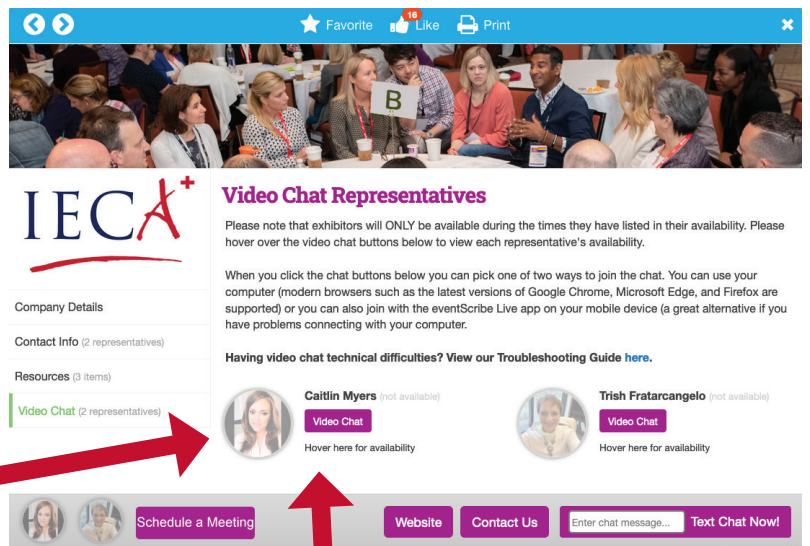 Favorite
16
Like
Print
B
IECA+
Video Chat Representatives
Please note that exhibitors will ONLY be available during the times they have listed in their availability. Please
hover over the video chat buttons below to view each representative's availability.
When you click the chat buttons below you can pick one of two ways to join the chat. You can use your
computer (modern browsers such as the latest versions of Google Chrome, Microsoft Edge, and Firefox are
supported) or you can also join with the eventScribe Live app on your mobile device (a great alternative if you
have problems connecting with your computer.
Having video chat technical difficulties? View our Troubleshooting Guide here.
Company Details
Contact Info (2 representatives)
Resources (3 items)
Video Chat (2 representatives)
Caitlin Myers (not available)
Video Chat
Hover here for availability
Trish Fratarcangelo (not available)
Video Chat
Hover here for availability
Schedule a Meeting
Website
Contact Us
Enter chat message...
Text Chat Now!